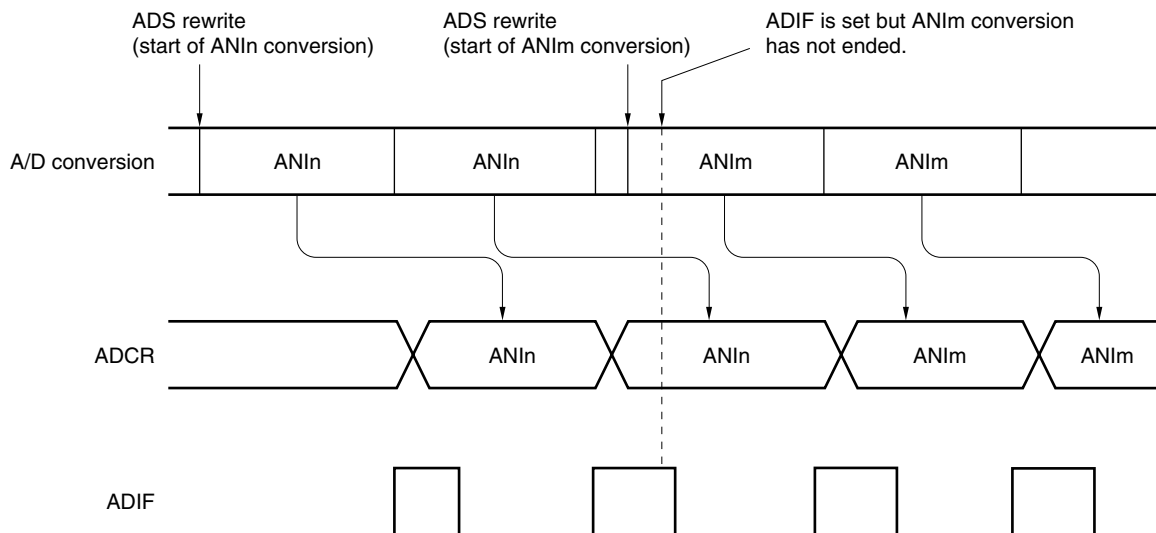 ADS rewrite
(start of ANIn conversion)
ADS rewrite
(start of ANIm conversion)
ADIF is set but ANIm conversion
has not ended.
A/D conversion
ANIn
ANIn
ANIm
ANIm
ADCR
ANIn
ANIn
ANIm
ANIm
ADIF